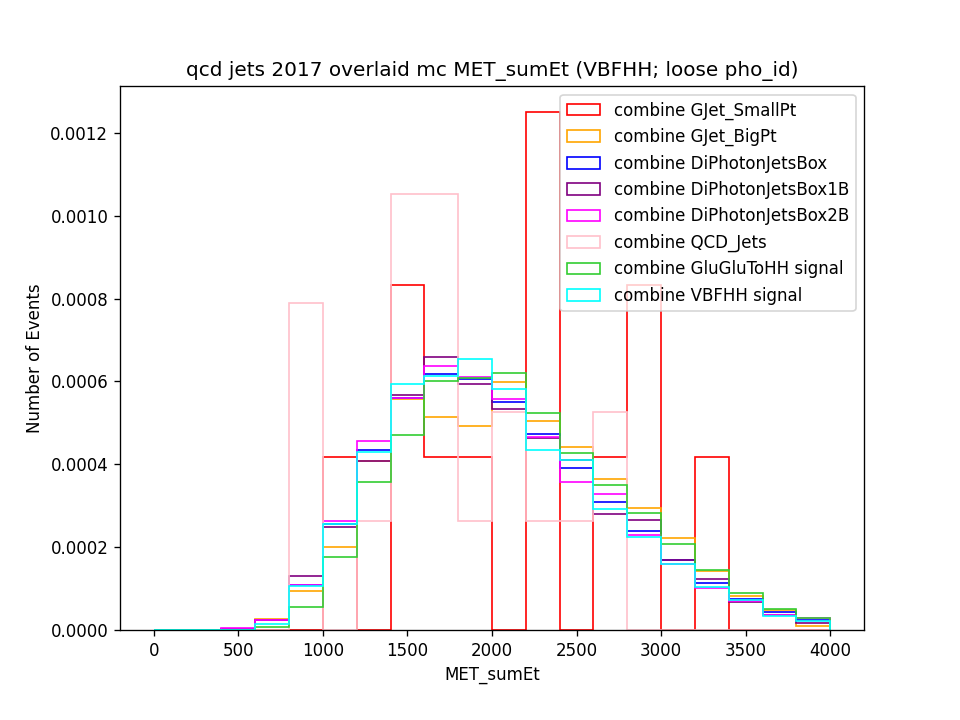 qcd jets 2017 overlaid mc MET_sumEt (VBFHH; loose pho_id)
combine GJet_SmallPt
combine GJet_BigPt
combine DiPhotonJetsBox
combine DiPhotonJetsBox1B
combine DiPhotonJetsBox2B
combine QCD_Jets
combine GluGluToHH signal
combine VBFHH signal
Number of Events
0.0012
0.0010
0.0008
0.0006
0.0004
0.0002
0.0000
0 500 1000 1500 2000 2500 3000 3500 4000
MET_sumEt